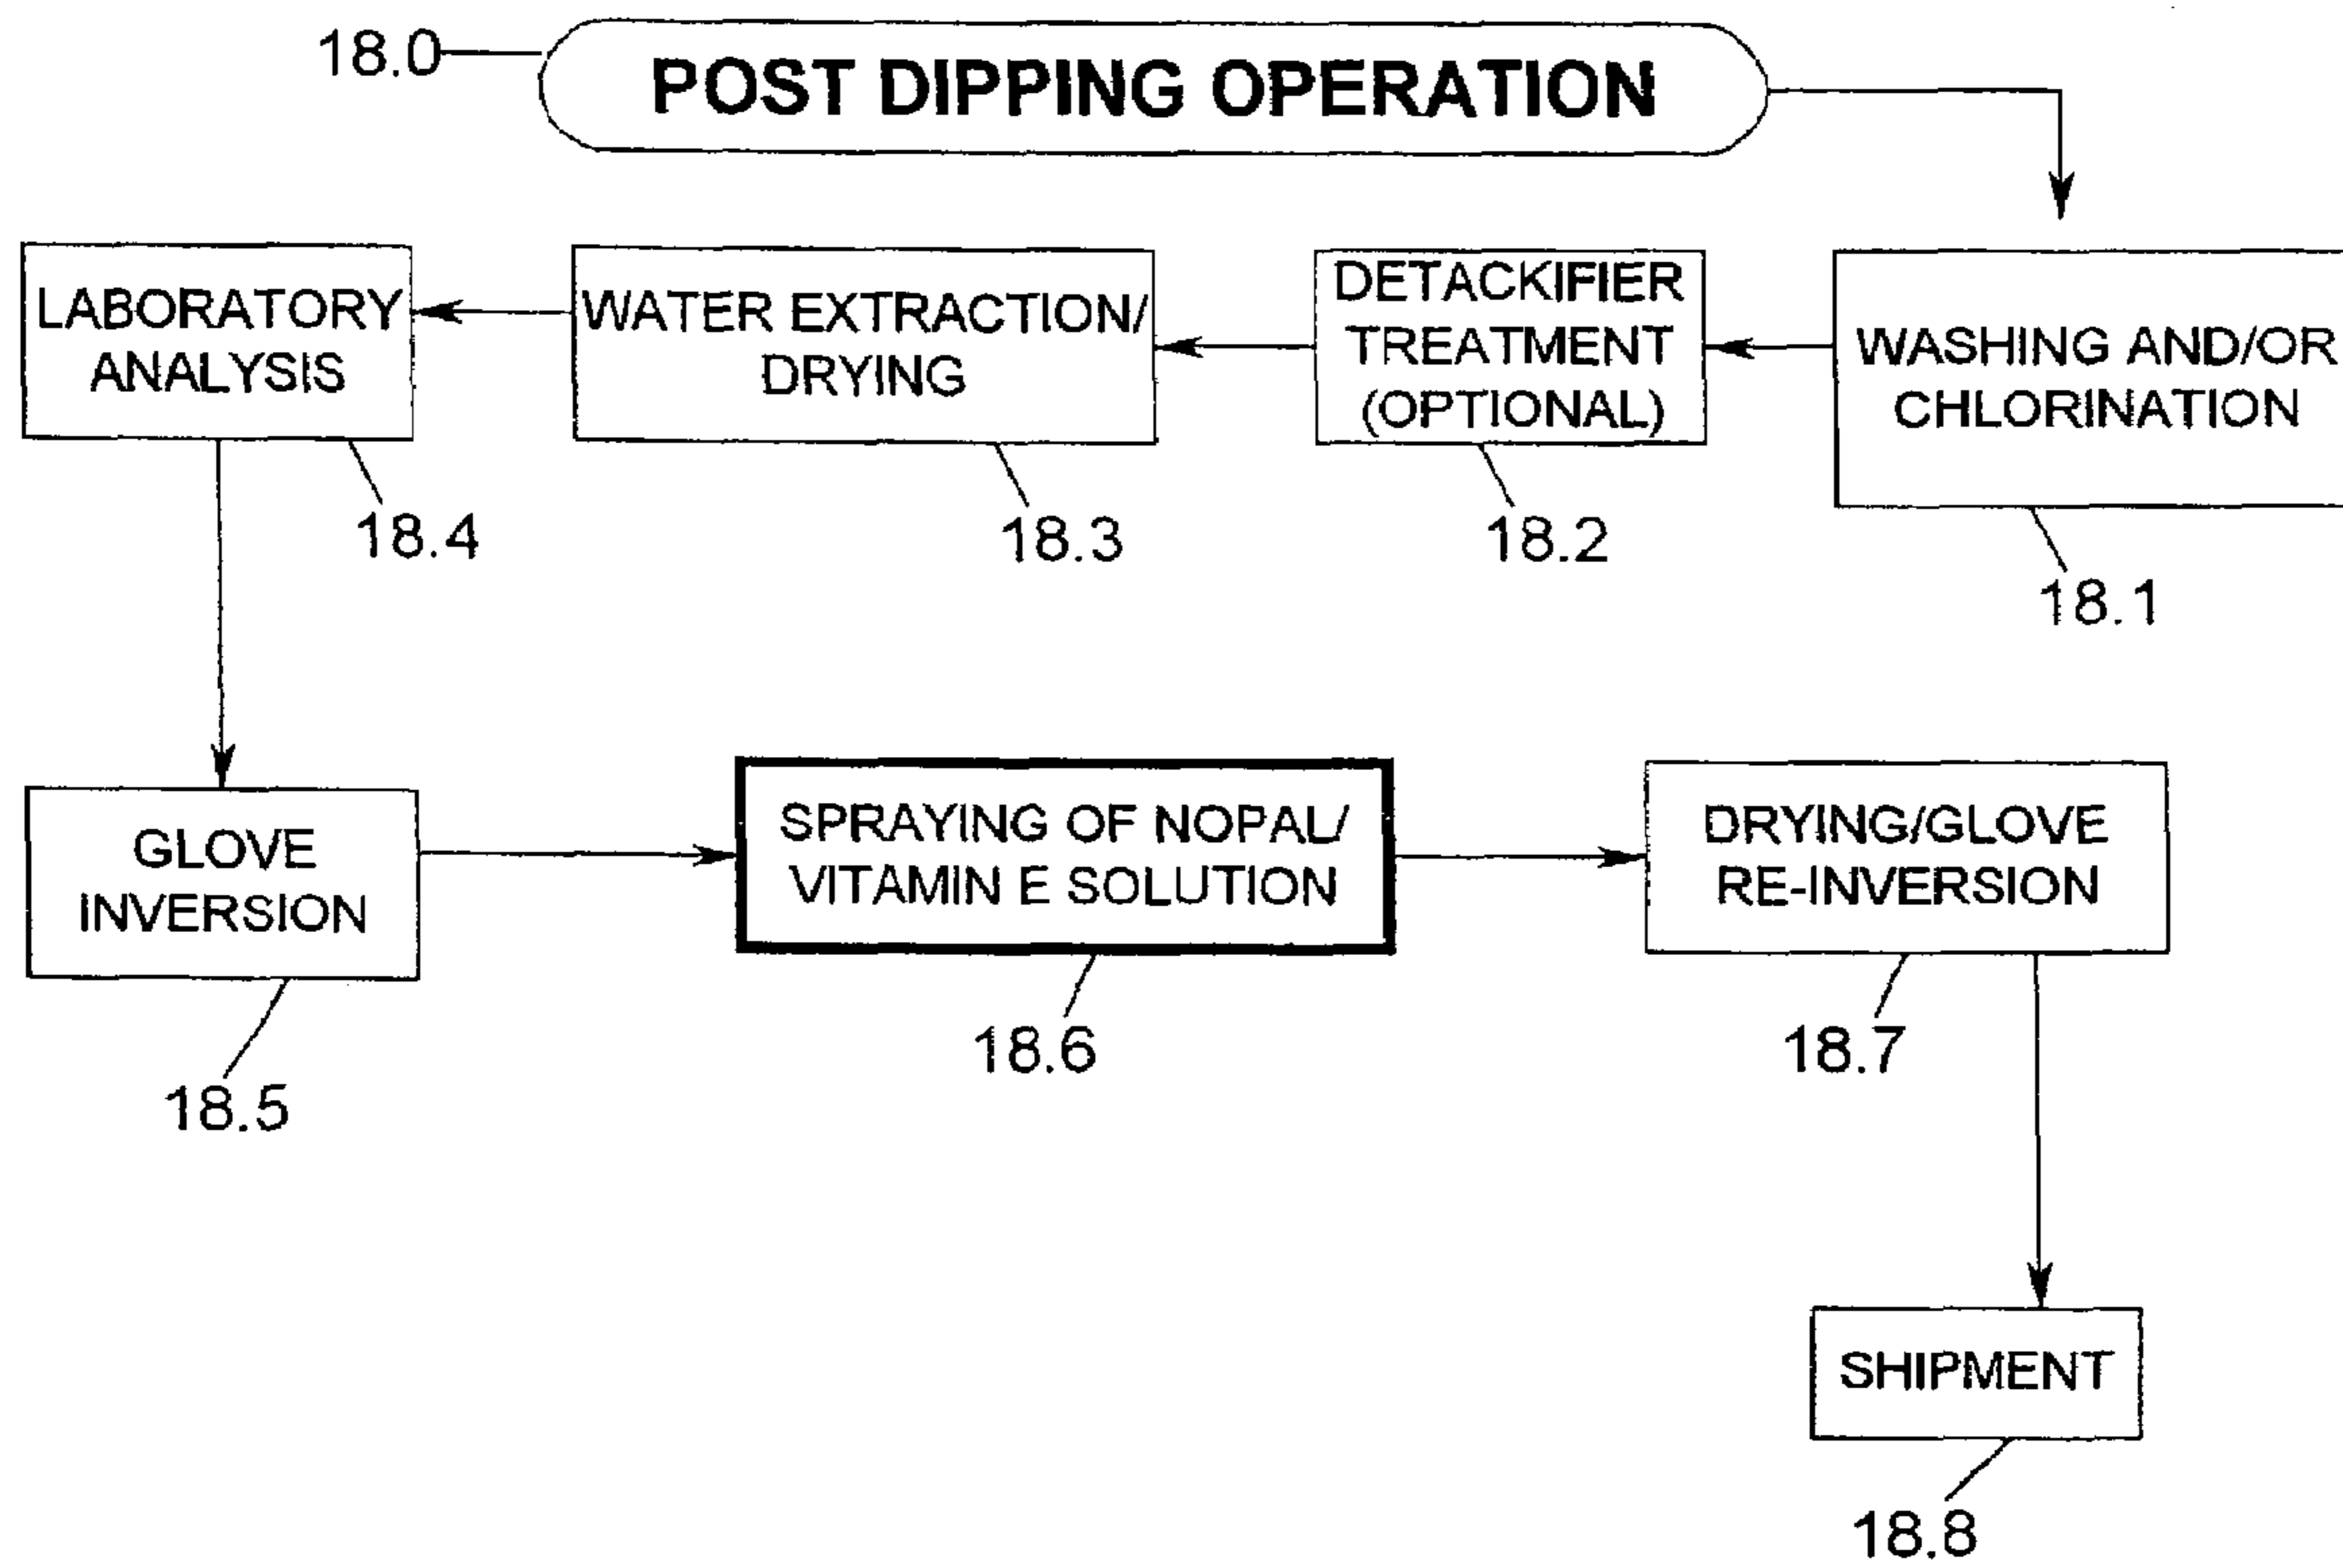 18.0
POST DIPPING OPERATION
LABORATORY
ANALYSIS
18.4
WATER EXTRACTION/
DRYING
18.3
DETACKIFIER
TREATMENT
(OPTIONAL)
18.2
WASHING AND/OR
CHLORINATION
18.1
GLOVE
INVERSION
18.5
SPRAYING OF NOPAL/
VITAMIN E SOLUTION
18.6
DRYING/GLOVE
RE-INVERSION
18.7
SHIPMENT
18.8